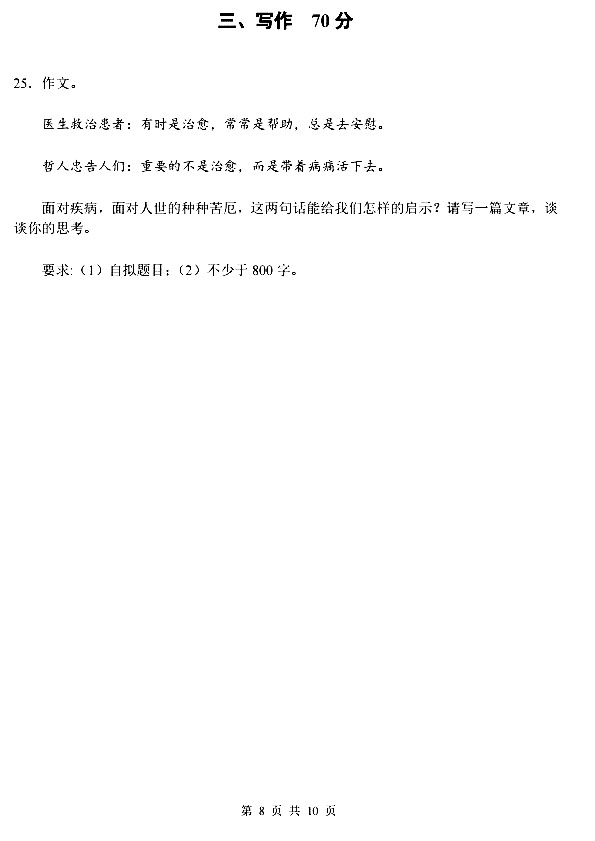 三、写作 70分
25．作文。
医生救治患者：有时是治愈，常常是帮助，总是去安慰。
哲人忠告人们：重要的不是治愈，而是带着病痛活下去。
面对疾病，面对人世的种种苦厄，这两句话能给我们怎样的启示？请写一篇文章，谈
谈你的思考。
要求:（1）自拟题目；（2）不少于 800 字。
第 8 页 共 10 页